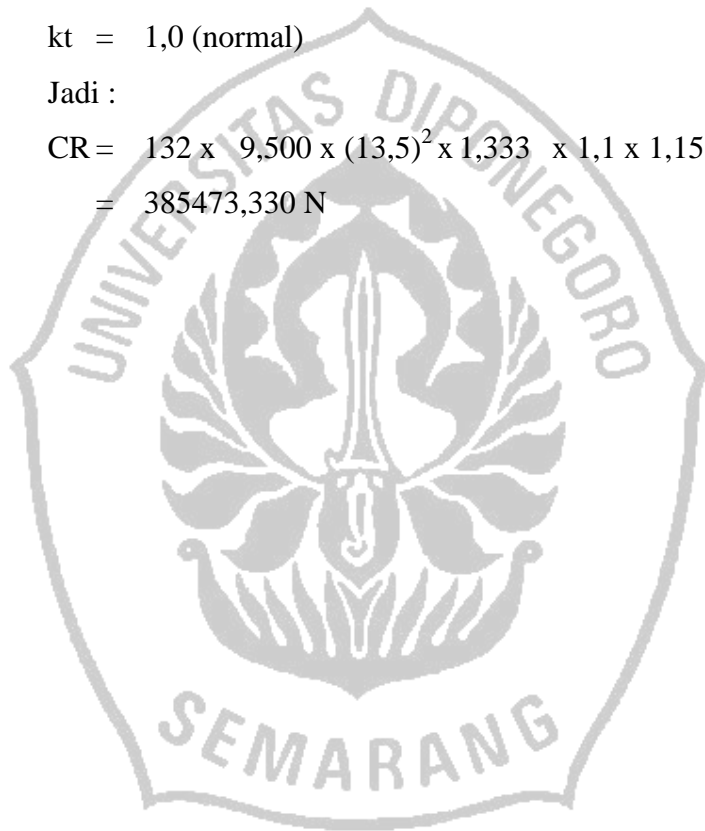 kt = 1,0 (normal)
Jadi :
CR = 132 x 9,500 x (13,5)² x 1,333 x 1,1 x 1,15
= 385473,330 N
UNIVERSITAS DIPONEGORO
SEMARANG